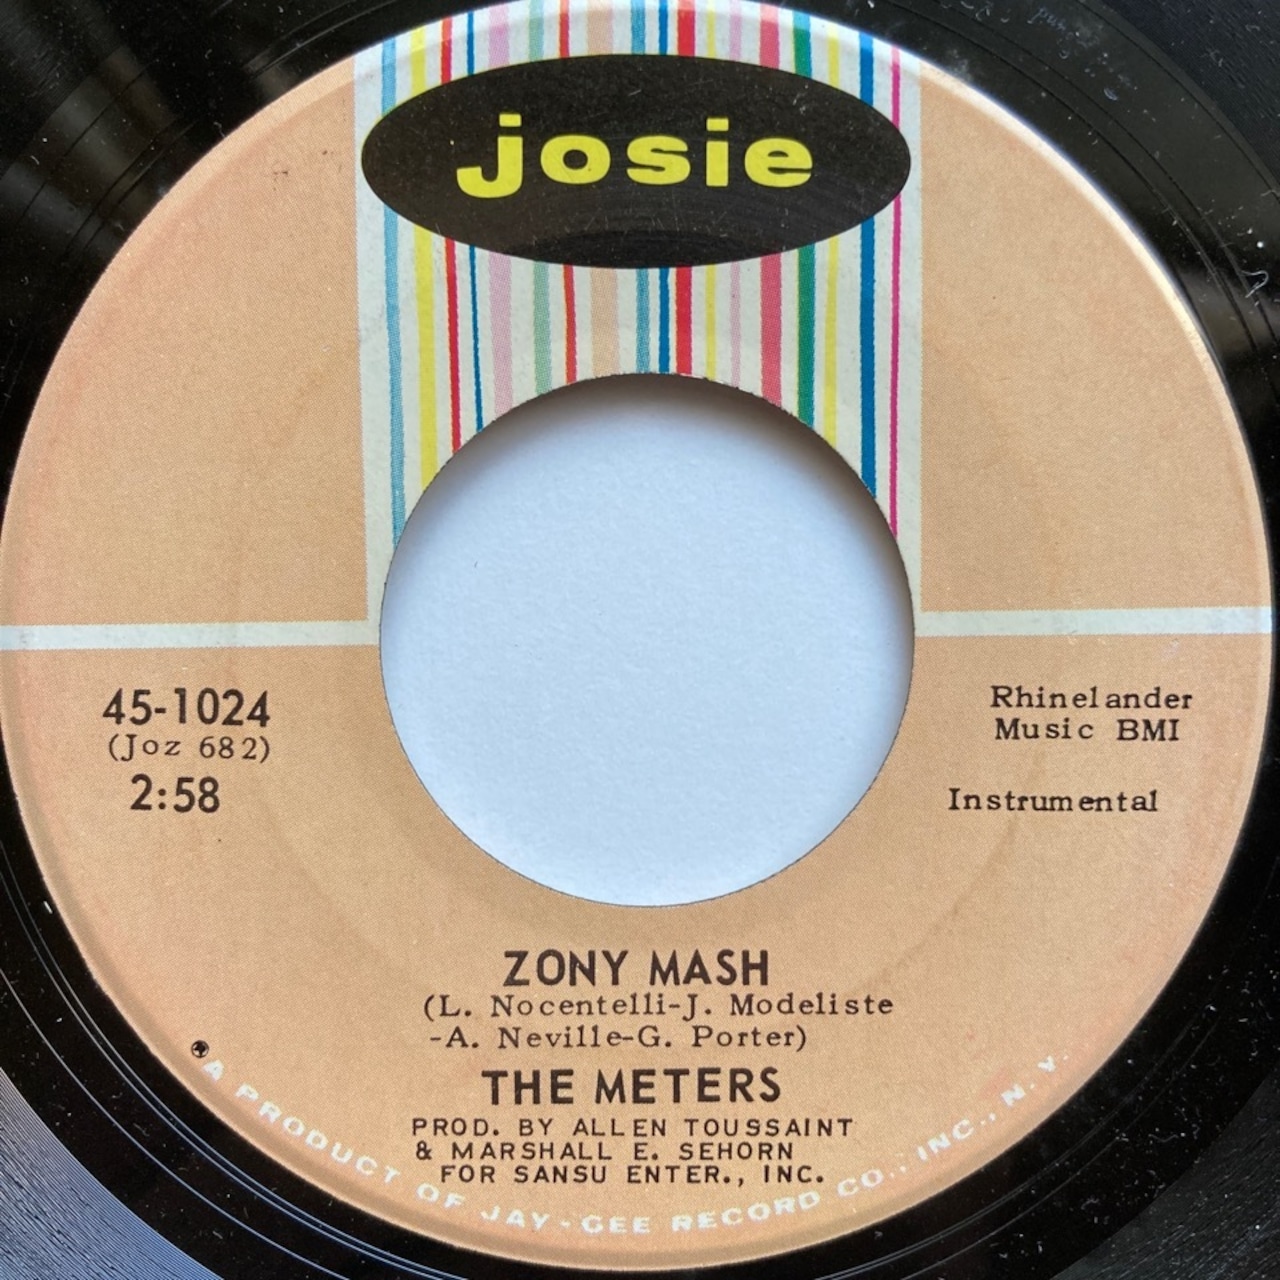 josie
45-1024
(Joz 682)
2:58
Rhinelander
Music BMI
Instrumental
ZONY MASH
(L. Nocentelli-J. Modeliste
-A. Neville-G. Porter)
THE METERS
PROD. BY ALLEN TOUSSAINT
& MARSHALL E. SEHORN
FOR SANSU ENTER., INC.
A PRODUCT OF JAY-GEE RECORD CO., INC., N.Y.